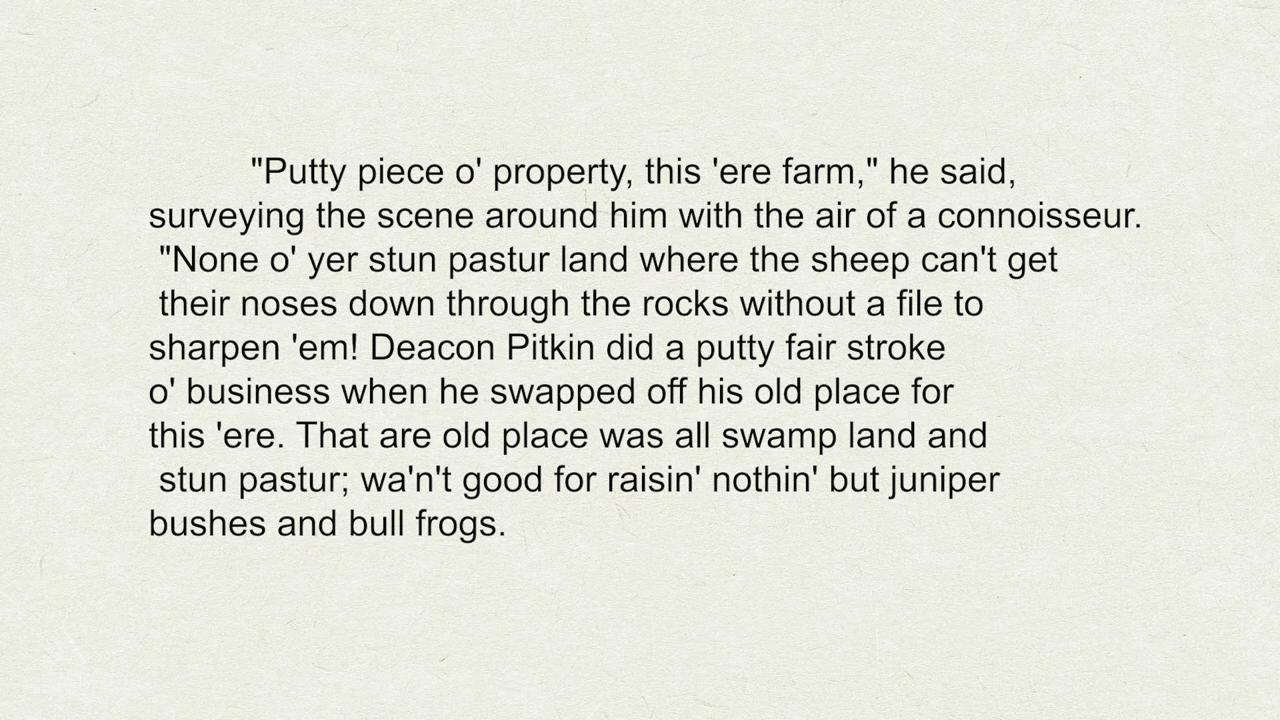 "Putty piece o' property, this 'ere farm," he said,
surveying the scene around him with the air of a connoisseur.
"None o' yer stun pastur land where the sheep can't get
their noses down through the rocks without a file to
sharpen 'em! Deacon Pitkin did a putty fair stroke
o' business when he swapped off his old place for
this 'ere. That are old place was all swamp land and
stun pastur; wa'n't good for raisin' nothin' but juniper
bushes and bull frogs.